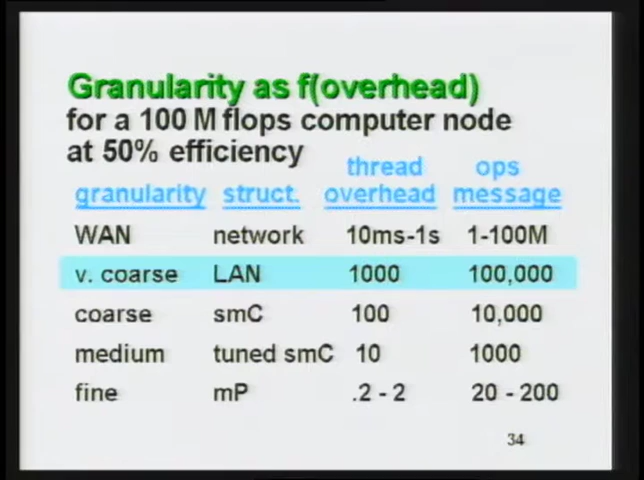 Granularity as f(overhead)
for a 100 M flops computer node
at 50% efficiency
thread ops
granularity struct. overhead message
WAN network 10ms-1s 1-100M
v. coarse LAN 1000 100,000
coarse smC 100 10,000
medium tuned smC 10 1000
fine mP .2 - 2 20 - 200
34